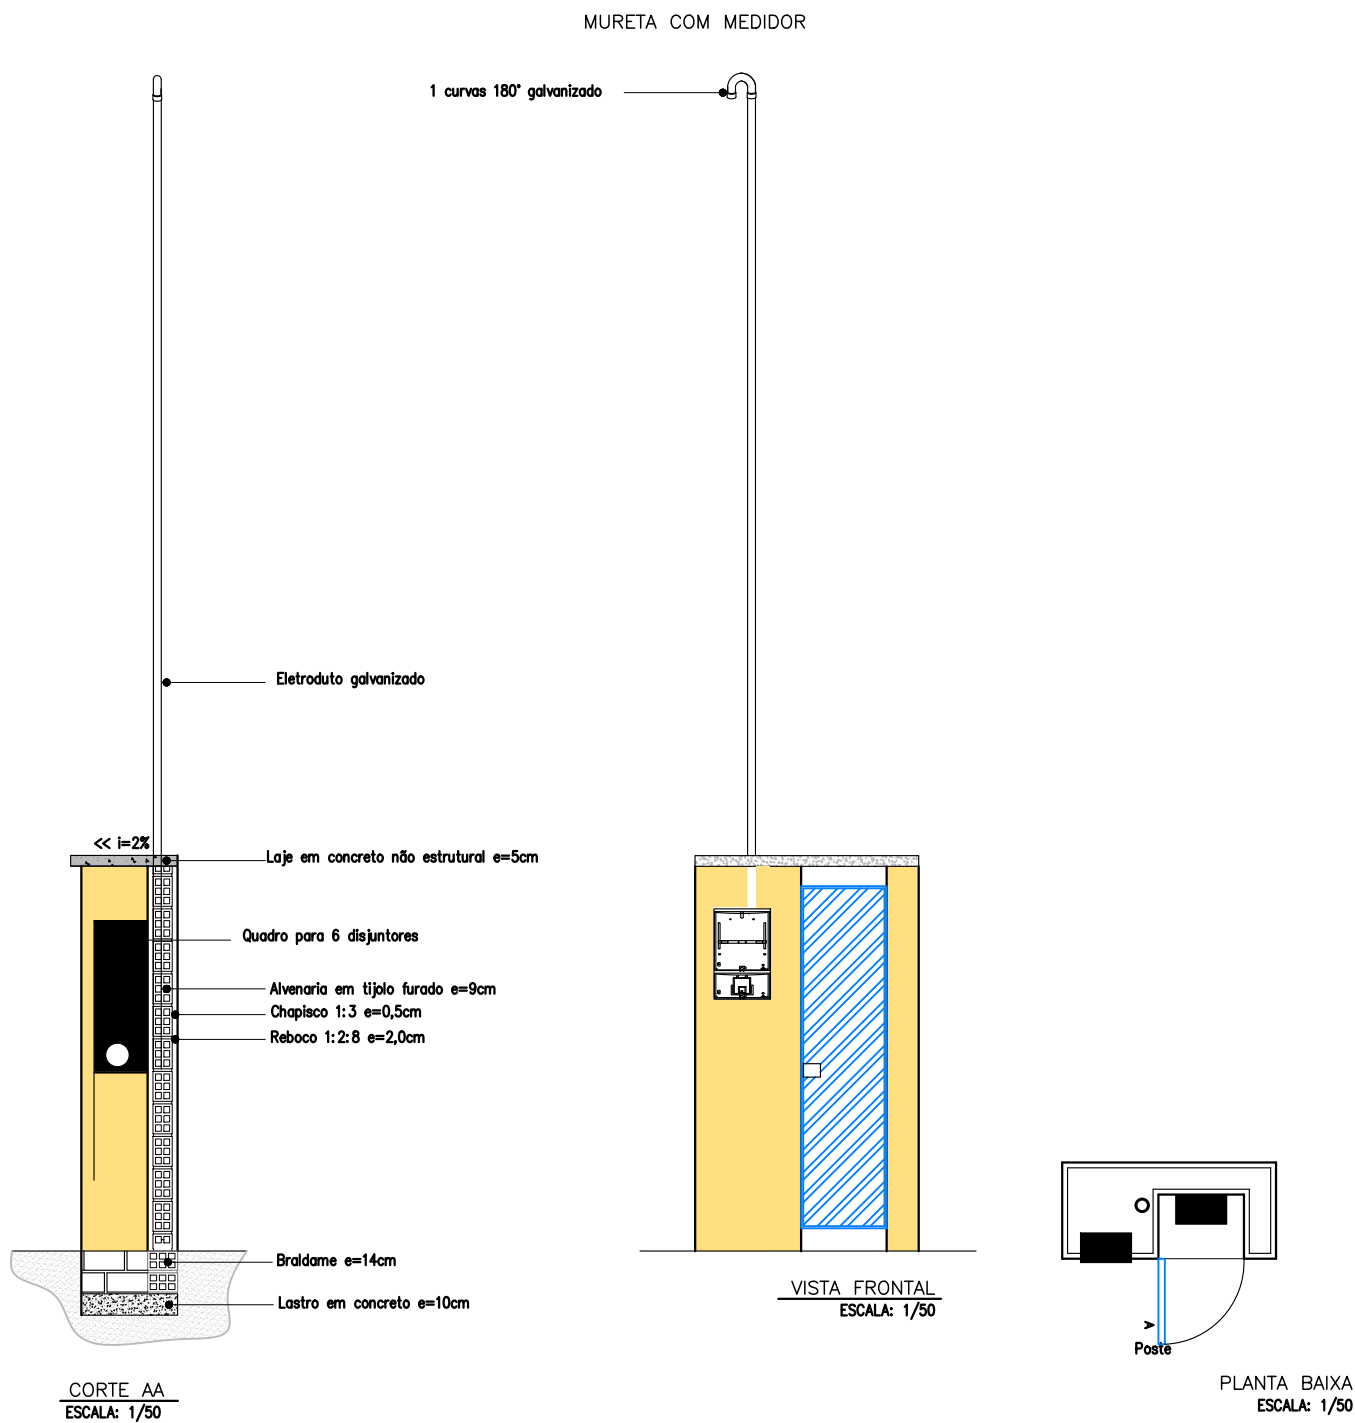 MURETA COM MEDIDOR
1 curvas 180° galvanizado
Eletroduto galvanizado
<< i=2%
Laje em concreto não estrutural e=5cm
Quadro para 6 disjuntores
Alvenaria em tijolo furado e=9cm
Chapisco 1:3 e=0,5cm
Reboco 1:2:8 e=2,0cm
Braldame e=14cm
Lastro em concreto e=10cm
CORTE AA
ESCALA: 1/50
VISTA FRONTAL
ESCALA: 1/50
A
Poste
PLANTA BAIXA
ESCALA: 1/50